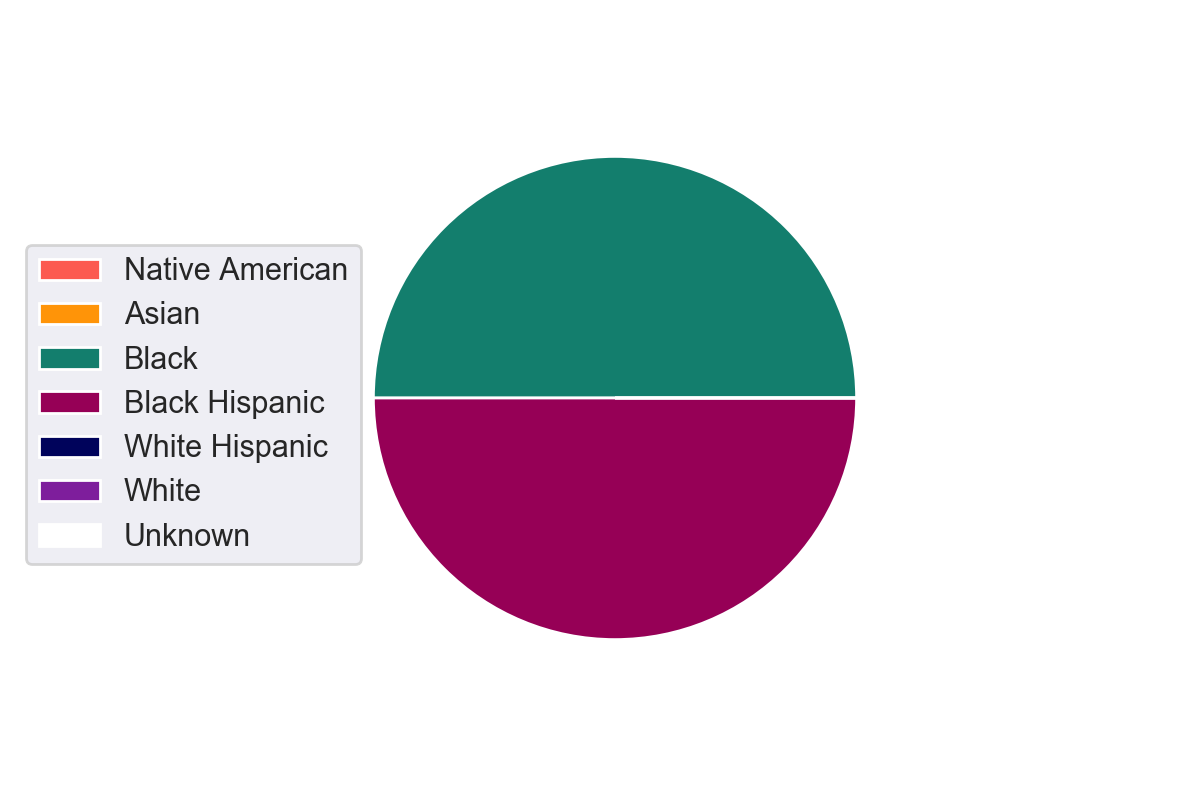 Native American
Asian
Black
Black Hispanic
White Hispanic
White
Unknown